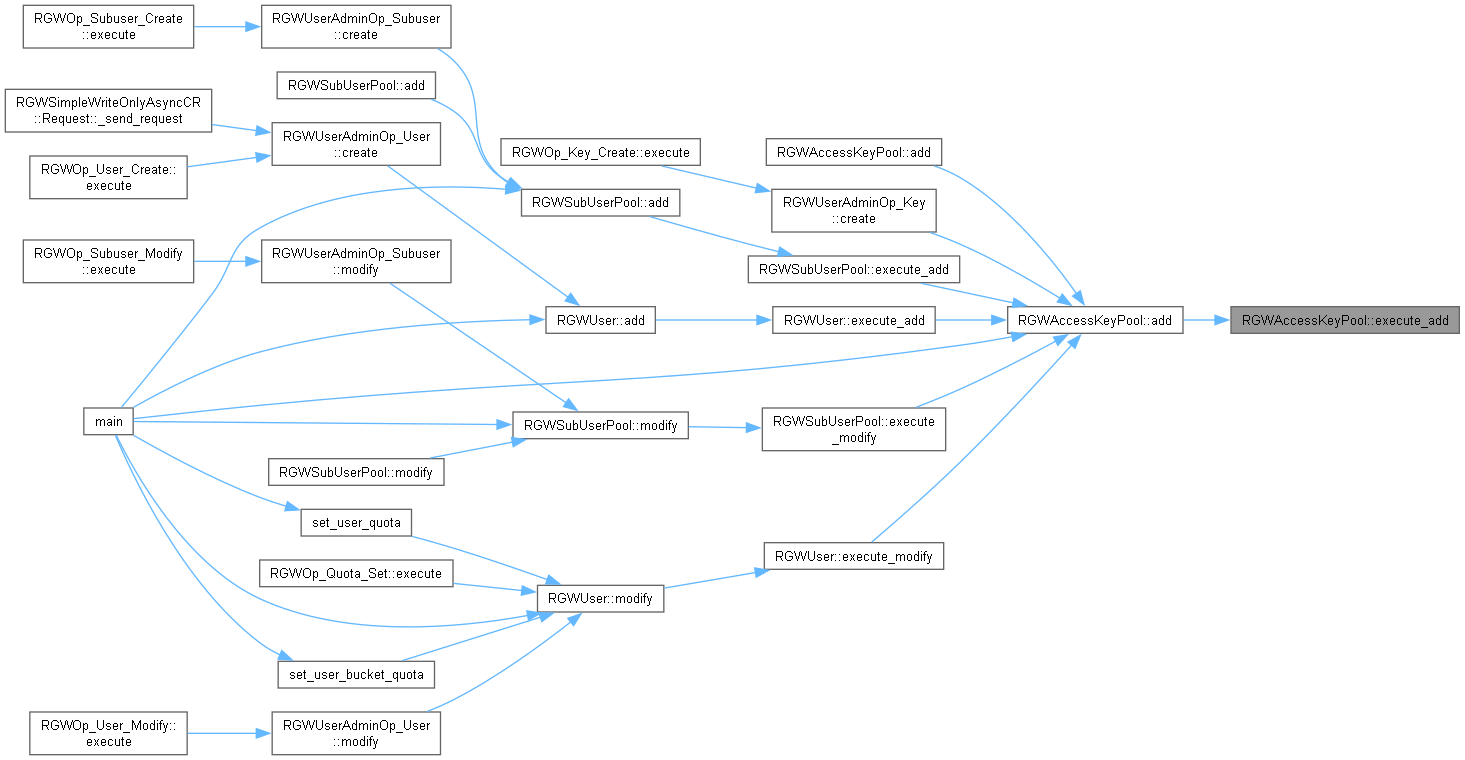 RGWOp_Subuser_Create
::execute
RGWUserAdminOp_Subuser
::create
RGWSubUserPool::add
RGWSimpleWriteOnlyAsyncCR
::Request::_send_request
RGWUserAdminOp_User
::create
RGWOp_User_Create::
execute
RGWOp_Key_Create::execute
RGWAccessKeyPool::add
RGWSubUserPool::add
RGWUserAdminOp_Key
::create
RGWOp_Subuser_Modify
::execute
RGWUserAdminOp_Subuser
::modify
RGWSubUserPool::execute_add
RGWUser::add
RGWUser::execute_add
RGWAccessKeyPool::add
RGWAccessKeyPool::execute_add
main
RGWSubUserPool::modify
RGWSubUserPool::execute
_modify
RGWSubUserPool::modify
set_user_quota
RGWUser::execute_modify
RGWOp_Quota_Set::execute
RGWUser::modify
set_user_bucket_quota
RGWOp_User_Modify::
execute
RGWUserAdminOp_User
::modify